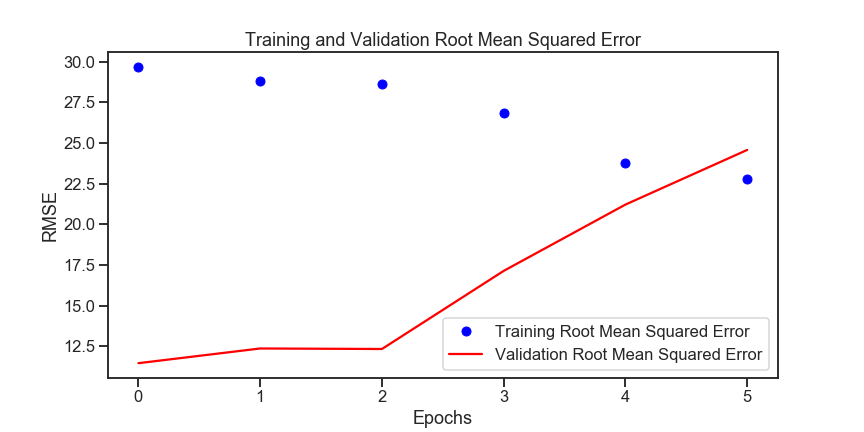 Training and Validation Root Mean Squared Error
30.0
27.5
25.0
22.5
20.0
17.5
15.0
12.5
RMSE
Training Root Mean Squared Error
Validation Root Mean Squared Error
0 1 2 3 4 5
Epochs